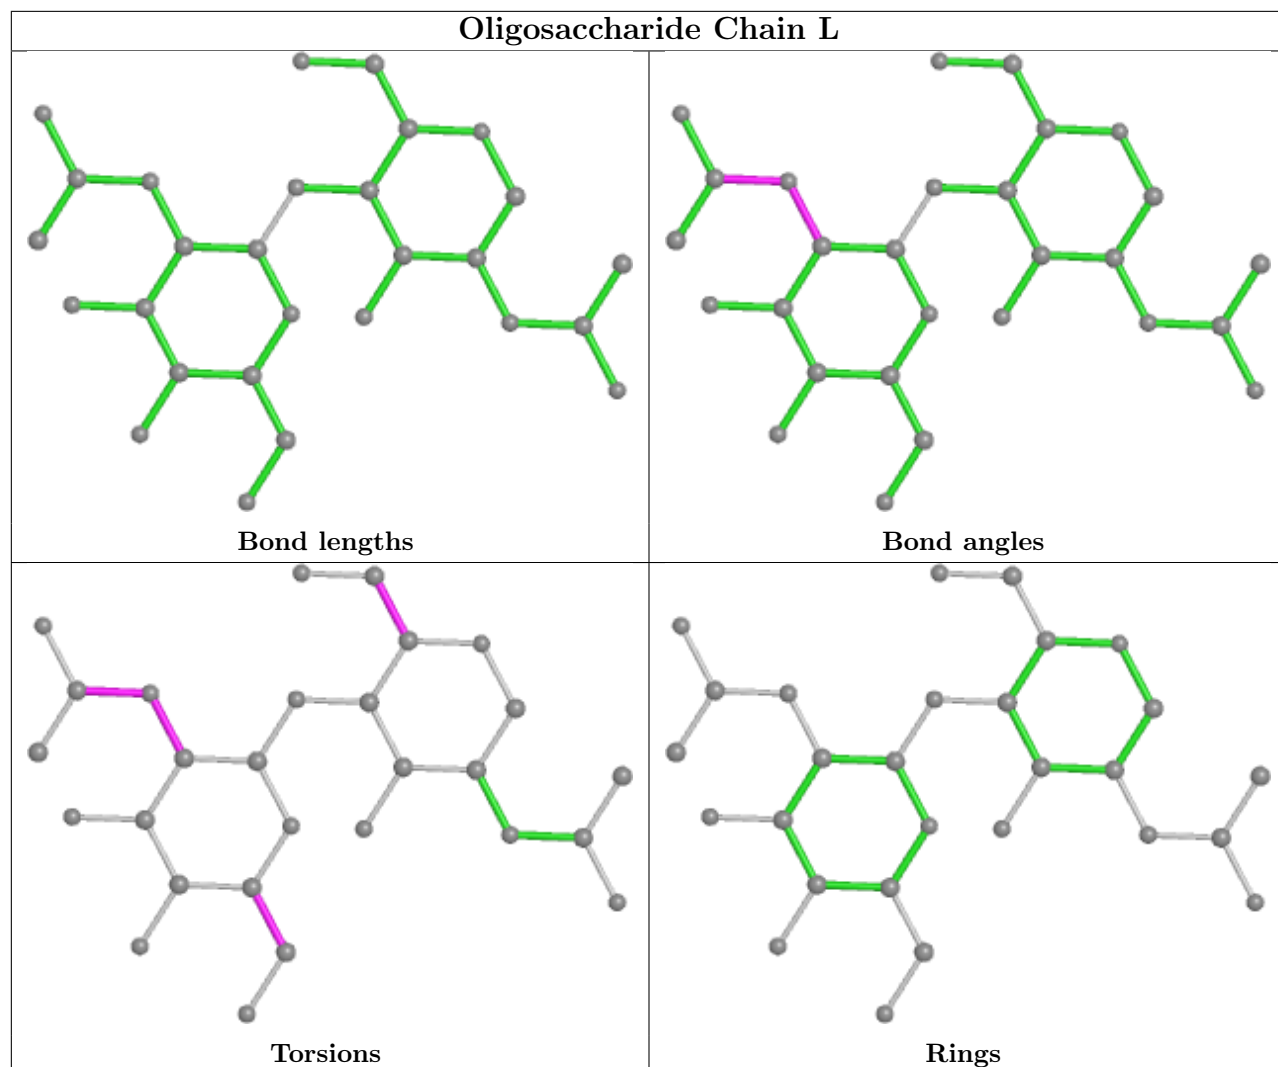 Oligosaccharide Chain L
Bond lengths
Bond angles
Torsions
Rings